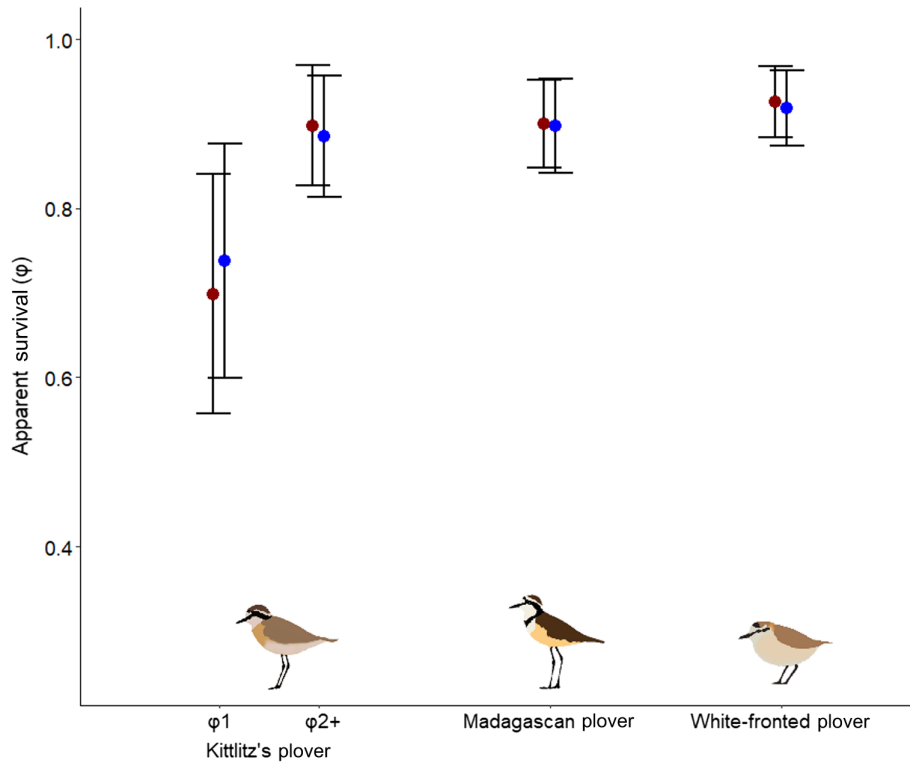 1.0
0.8
0.6
0.4
Apparent survival (φ)
φ1 φ2+ Madagascan plover White-fronted plover
Kittlitz's plover